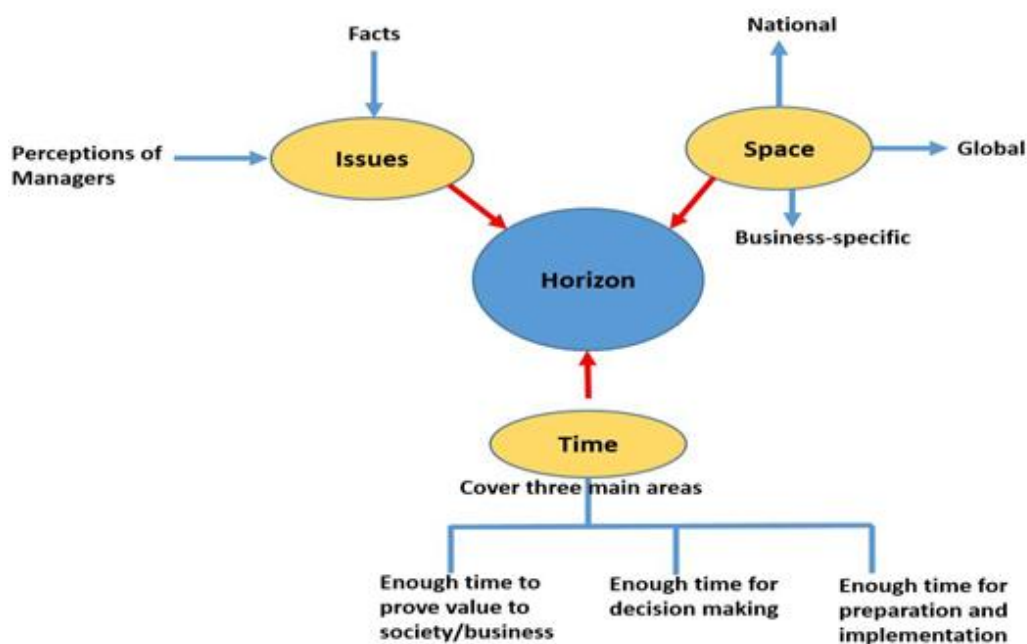 Facts
National
Perceptions of
Managers
Issues
Space
Global
Business-specific
Horizon
Time
Cover three main areas
Enough time to
prove value to
society/business
Enough time for
decision making
Enough time for
preparation and
implementation